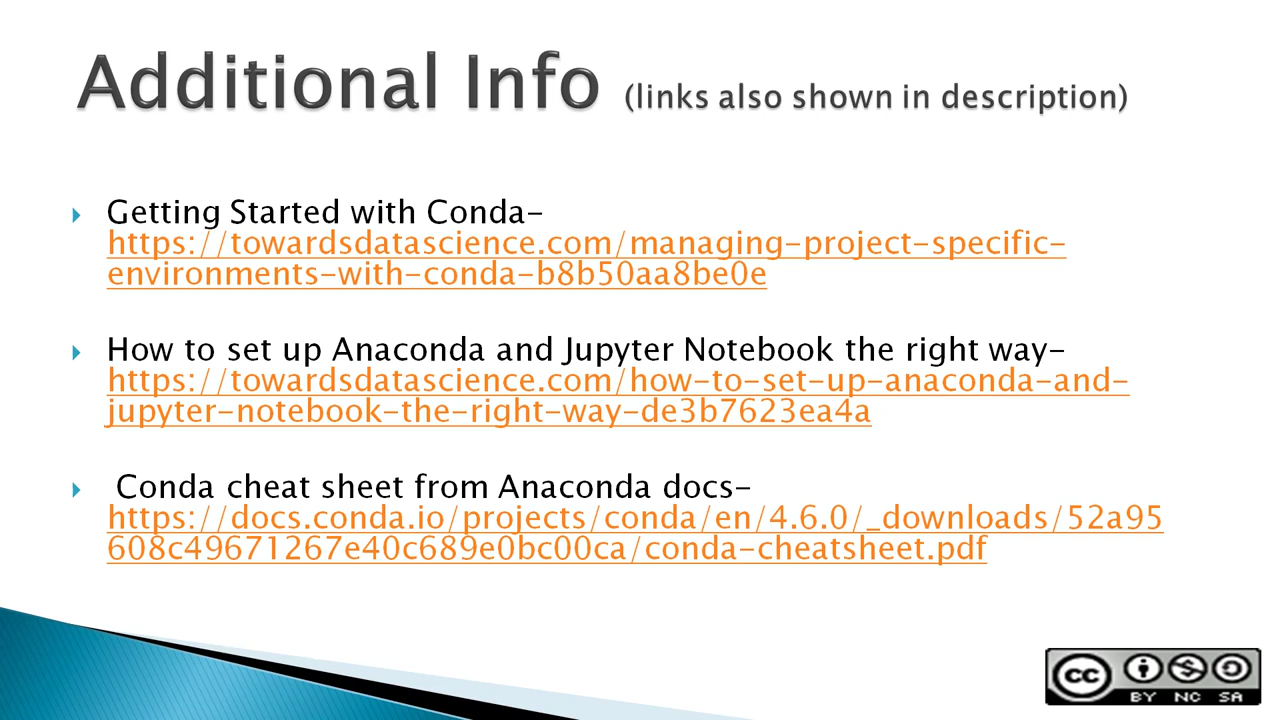 Additional Info (links also shown in description)
Getting Started with Conda-
https://towardsdatascience.com/managing-project-specific-
environments-with-conda-b8b50aa8be0e
How to set up Anaconda and Jupyter Notebook the right way-
https://towardsdatascience.com/how-to-set-up-anaconda-and-
jupyter-notebook-the-right-way-de3b7623ea4a
Conda cheat sheet from Anaconda docs-
https://docs.conda.io/projects/conda/en/4.6.0/_downloads/52a95
608c49671267e40c689e0bc00ca/conda-cheatsheet.pdf
cc
BY NC SA